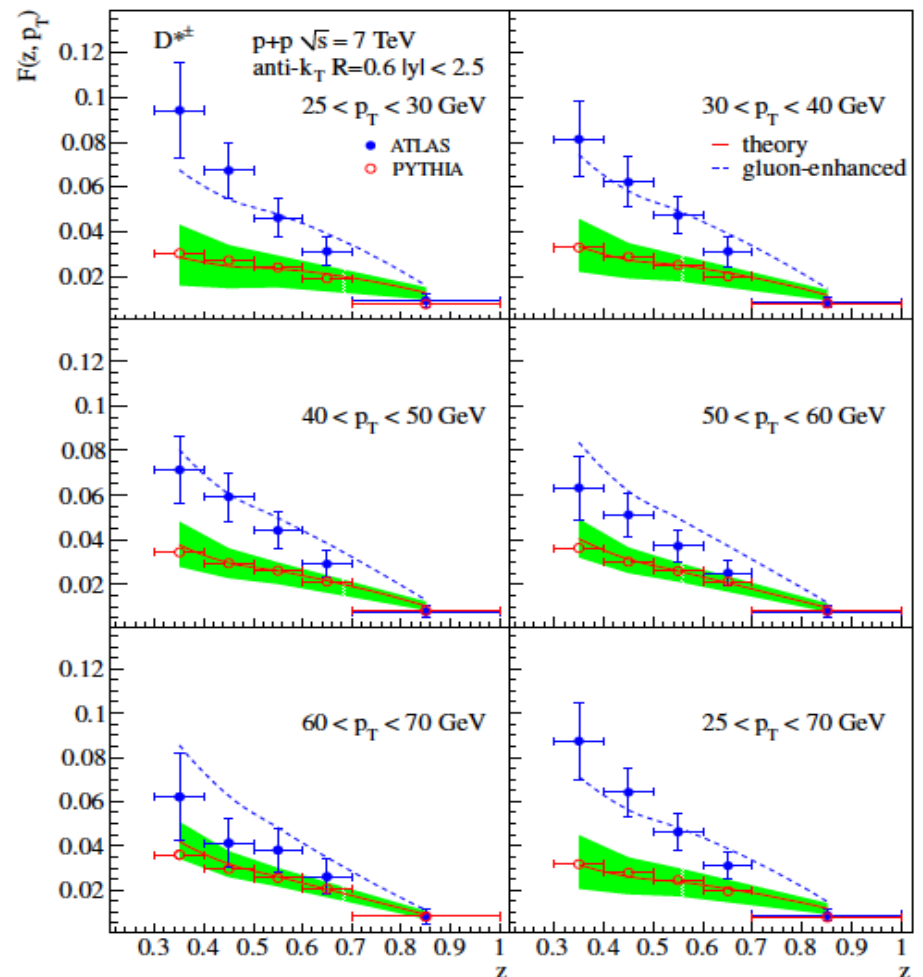 F(z, p_T)
D*±
p+p √s = 7 TeV
anti-k_T R=0.6 |y| < 2.5
25 < p_T < 30 GeV
ATLAS
PYTHIA
30 < p_T < 40 GeV
theory
gluon-enhanced
0.12
0.1
0.08
0.06
0.04
0.02
40 < p_T < 50 GeV
50 < p_T < 60 GeV
0.12
0.1
0.08
0.06
0.04
0.02
60 < p_T < 70 GeV
25 < p_T < 70 GeV
0.12
0.1
0.08
0.06
0.04
0.02
0.3 0.4 0.5 0.6 0.7 0.8 0.9 1
z
0.3 0.4 0.5 0.6 0.7 0.8 0.9 1
z